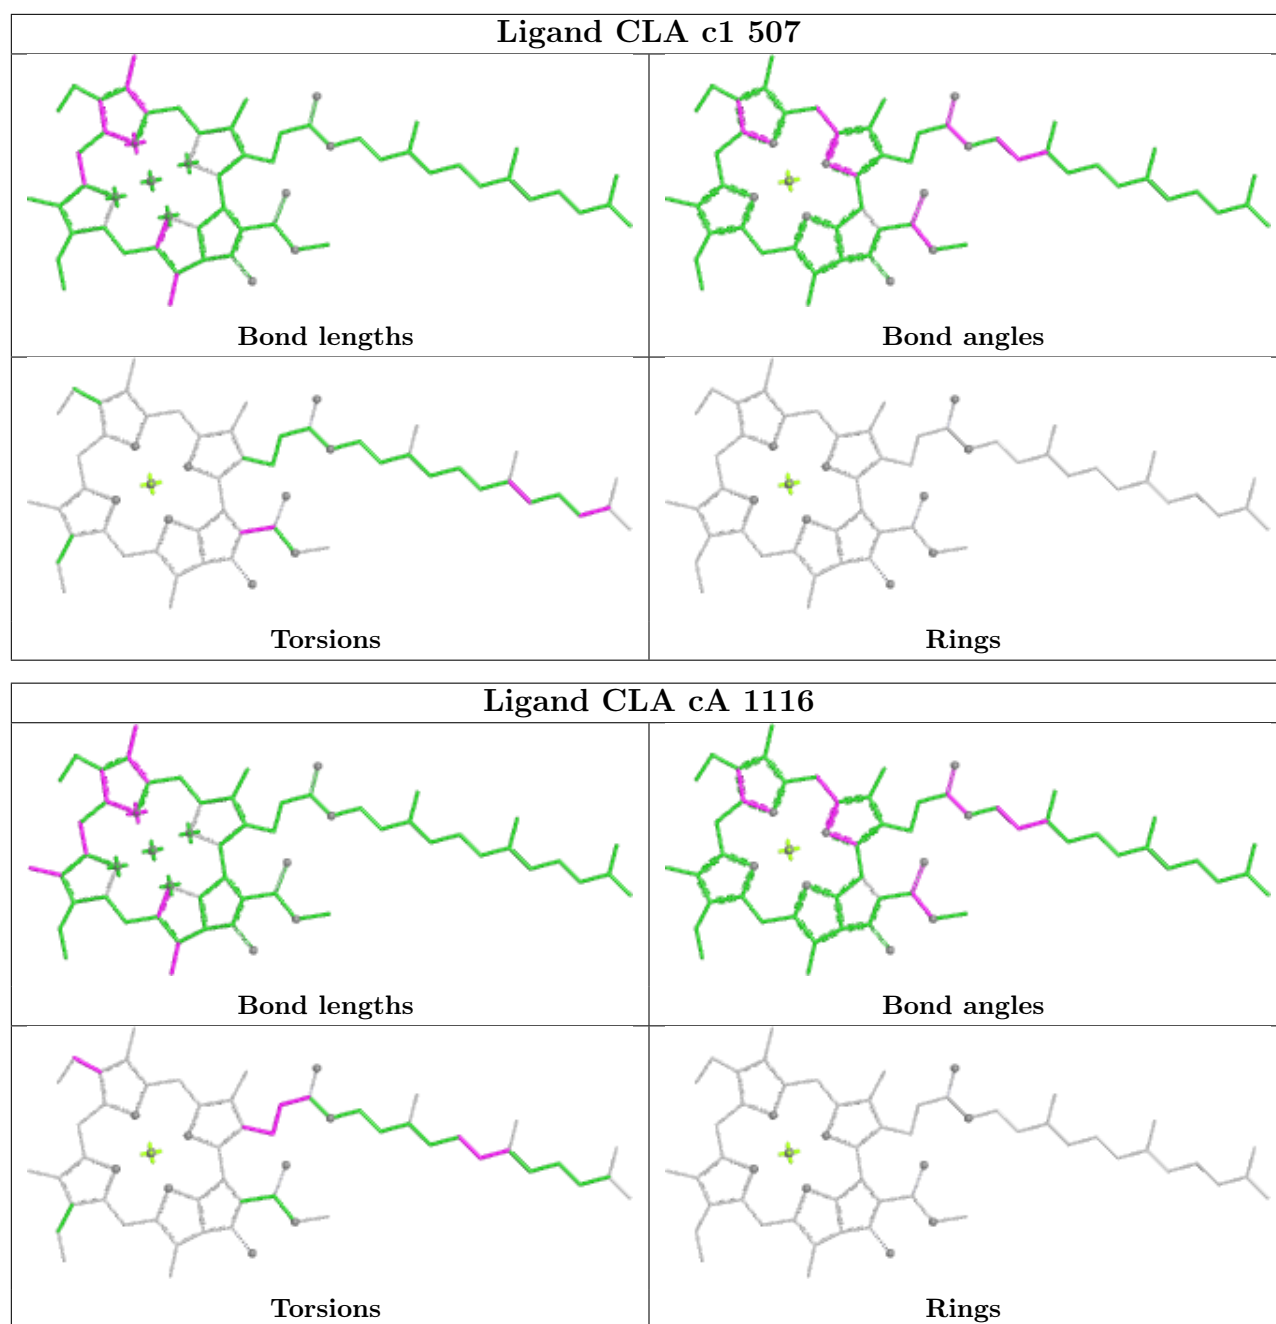 Ligand CLA c1 507
Bond lengths
Bond angles
Torsions
Rings
Ligand CLA cA 1116
Bond lengths
Bond angles
Torsions
Rings